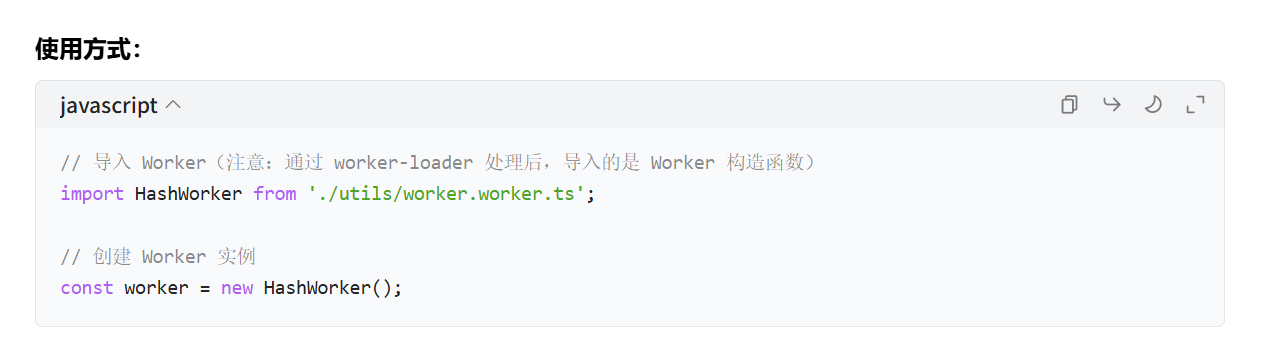 使用方式：
javascript
// 导入 Worker（注意：通过 worker-loader 处理后，导入的是 Worker 构造函数）
import HashWorker from './utils/worker.worker.ts';
// 创建 Worker 实例
const worker = new HashWorker();